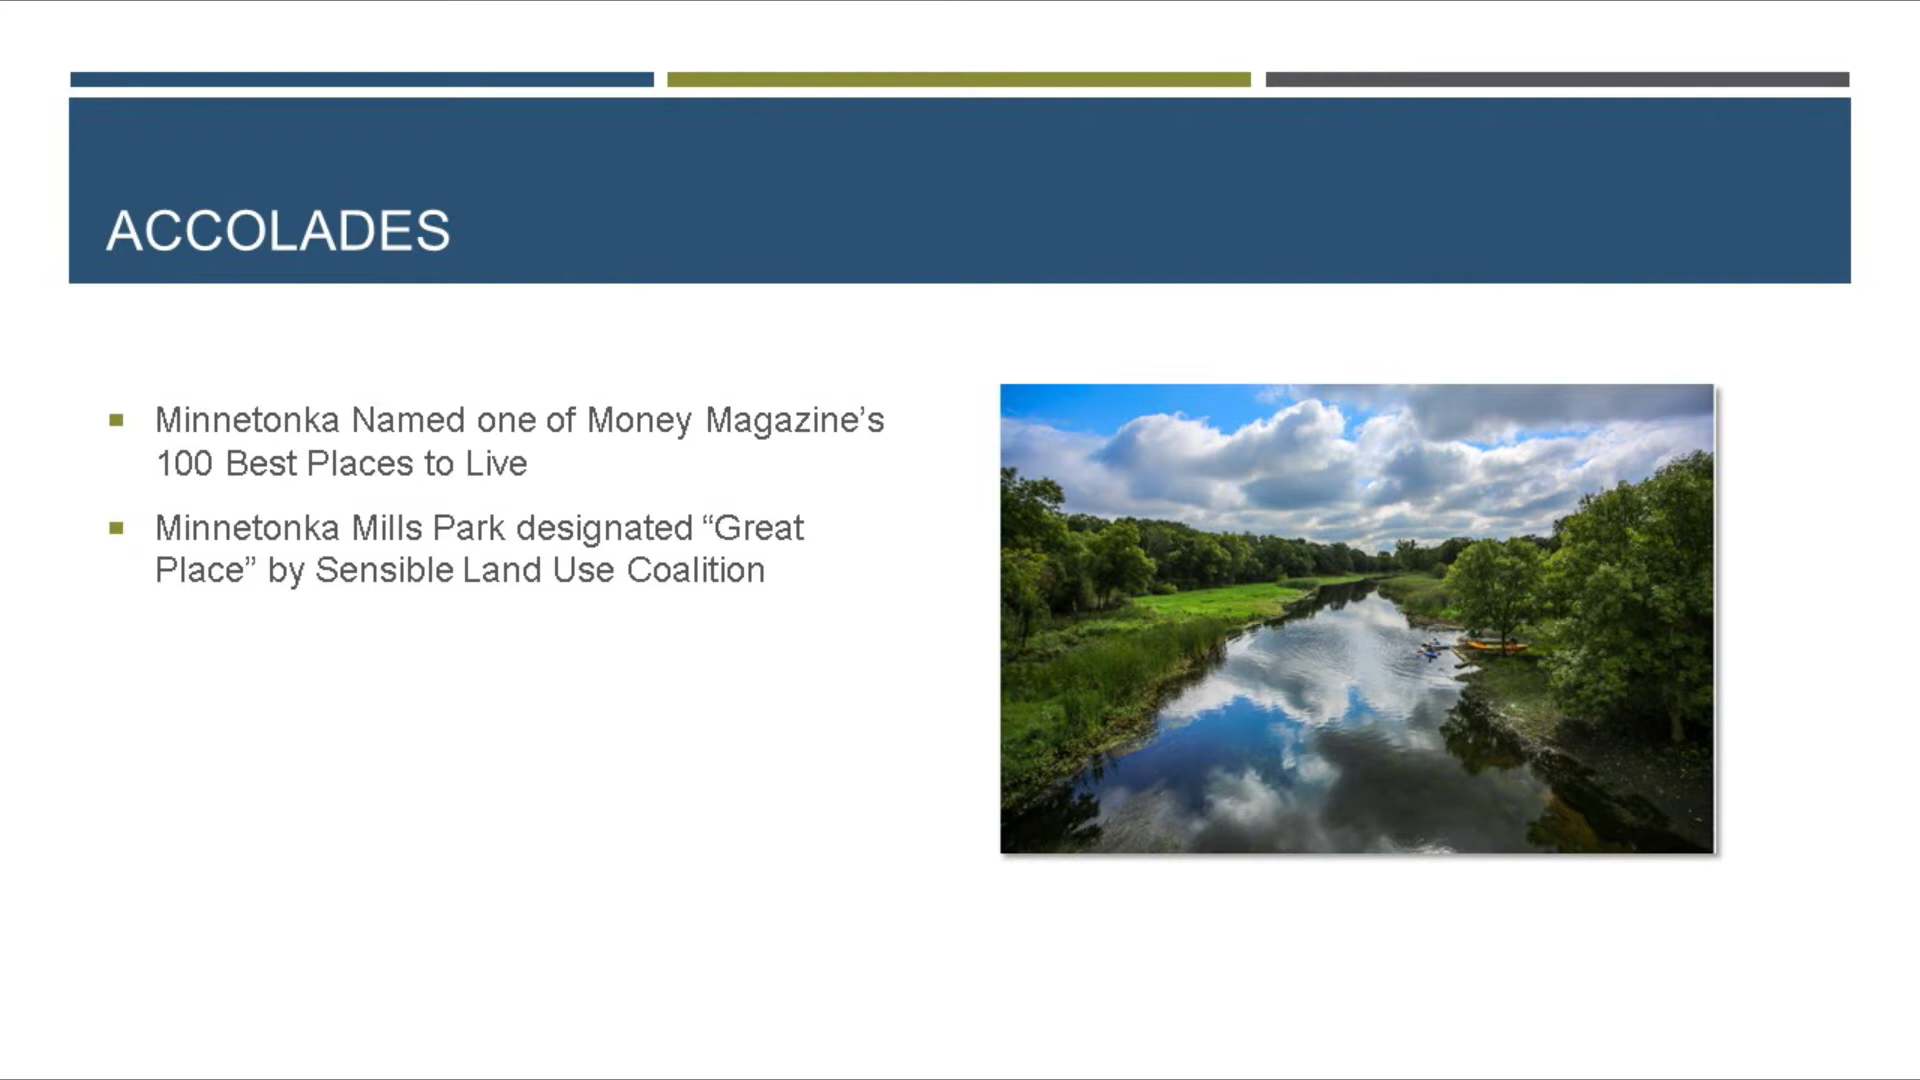 ACCOLADES
Minnetonka Named one of Money Magazine’s
100 Best Places to Live
Minnetonka Mills Park designated “Great
Place” by Sensible Land Use Coalition